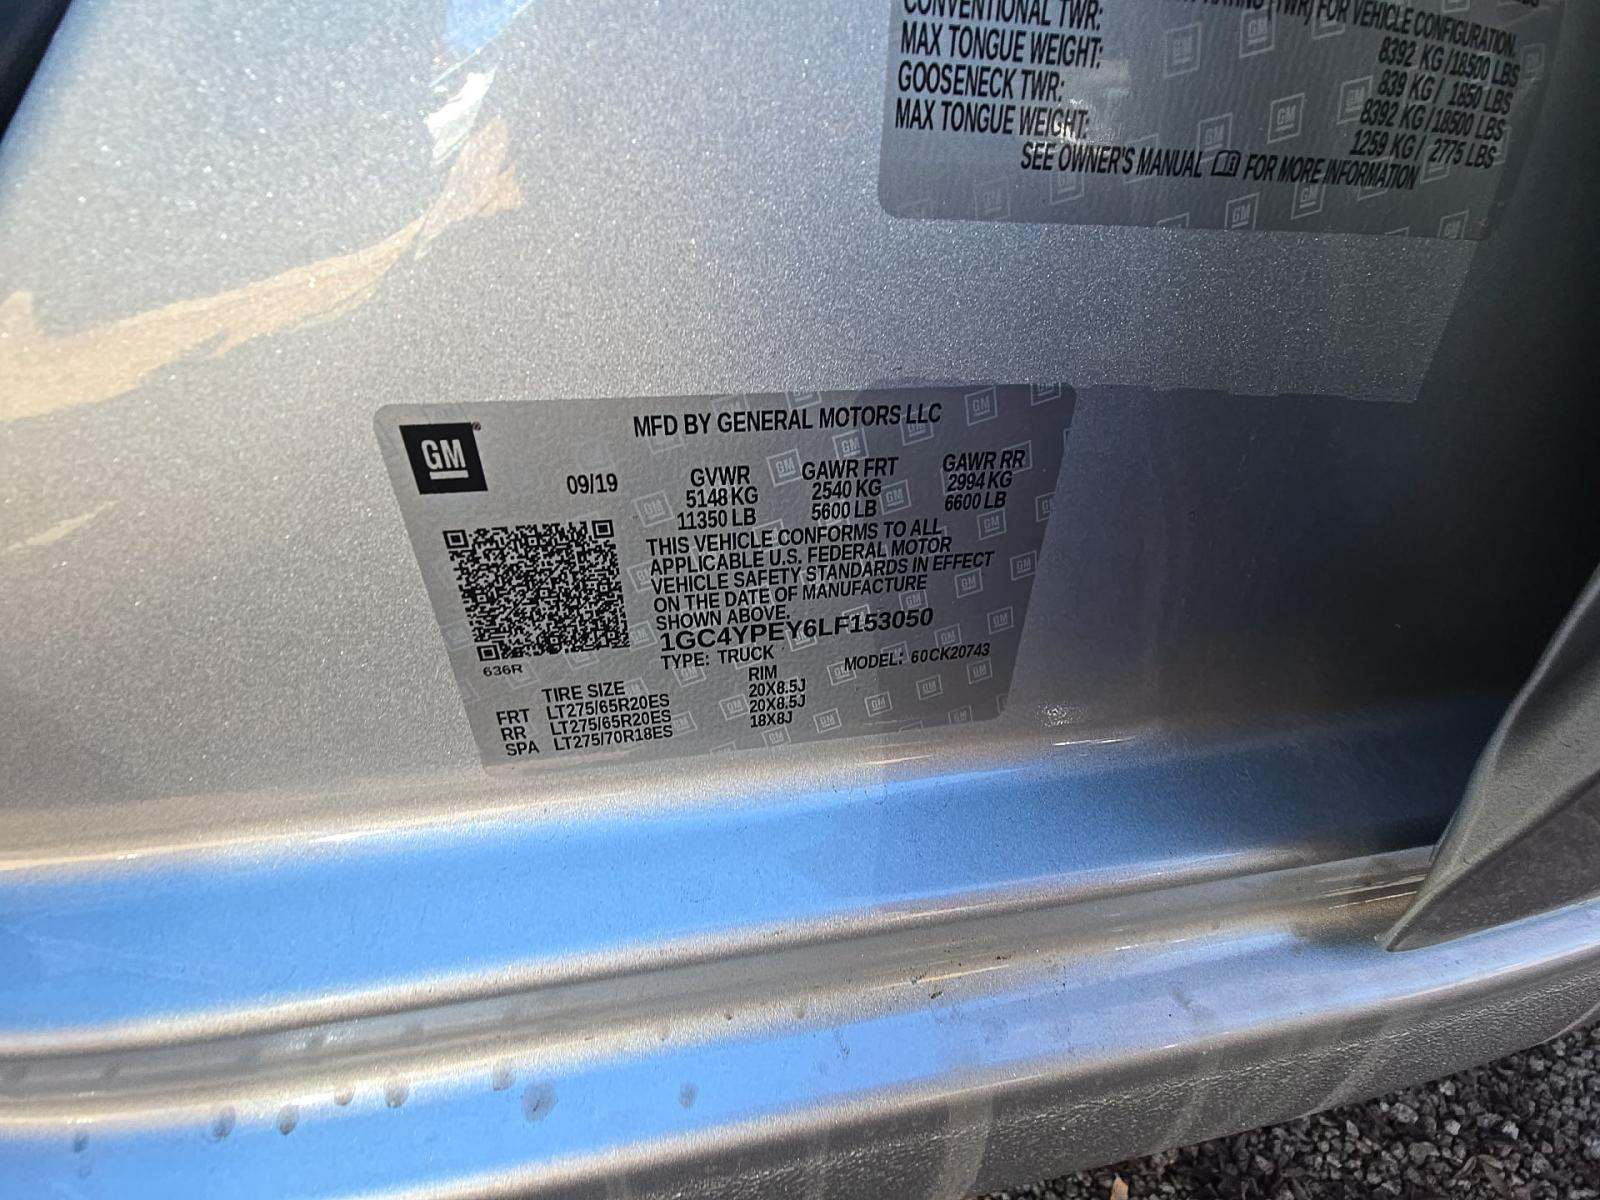 (TWR) FOR VEHICLE CONFIGURATION.
CONVENTIONAL TWR: 8392 KG /18500 LBS
MAX TONGUE WEIGHT: 839 KG / 1850 LBS
GOOSENECK TWR: 8392 KG /18500 LBS
MAX TONGUE WEIGHT: 1259 KG / 2775 LBS
SEE OWNER'S MANUAL FOR MORE INFORMATION
GM
MFD BY GENERAL MOTORS LLC
09/19 GVWR GAWR FRT GAWR RR
5148 KG 2540 KG 2994 KG
11350 LB 5600 LB 6600 LB
THIS VEHICLE CONFORMS TO ALL
APPLICABLE U.S. FEDERAL MOTOR
VEHICLE SAFETY STANDARDS IN EFFECT
ON THE DATE OF MANUFACTURE
SHOWN ABOVE.
1GC4YPEY6LF153050
TYPE: TRUCK MODEL: 60CK20743
636R
TIRE SIZE RIM
FRT LT275/65R20ES 20X8.5J
RR LT275/65R20ES 20X8.5J
SPA LT275/70R18ES 18X8J